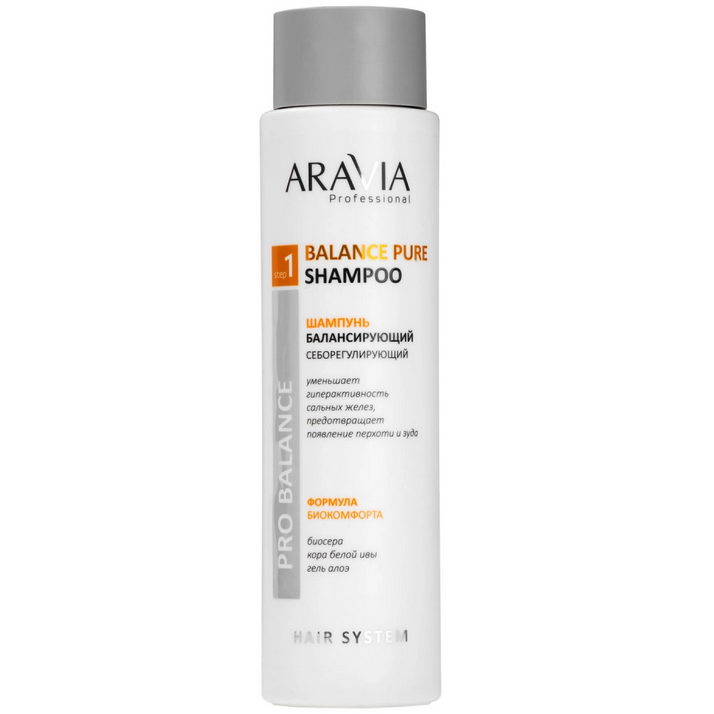 ARAVIA
Professional
step 1
BALANCE PURE
SHAMPOO
ШАМПУНЬ
БАЛАНСИРУЮЩИЙ
СЕБОРЕГУЛИРУЮЩИЙ
уменьшает
гиперактивность
сальных желез,
предотвращает
появление перхоти и зуда
PRO BALANCE
ФОРМУЛА
БИОКОМФОРТА
биосера
кора белой ивы
гель алоэ
HAIR SYSTEM